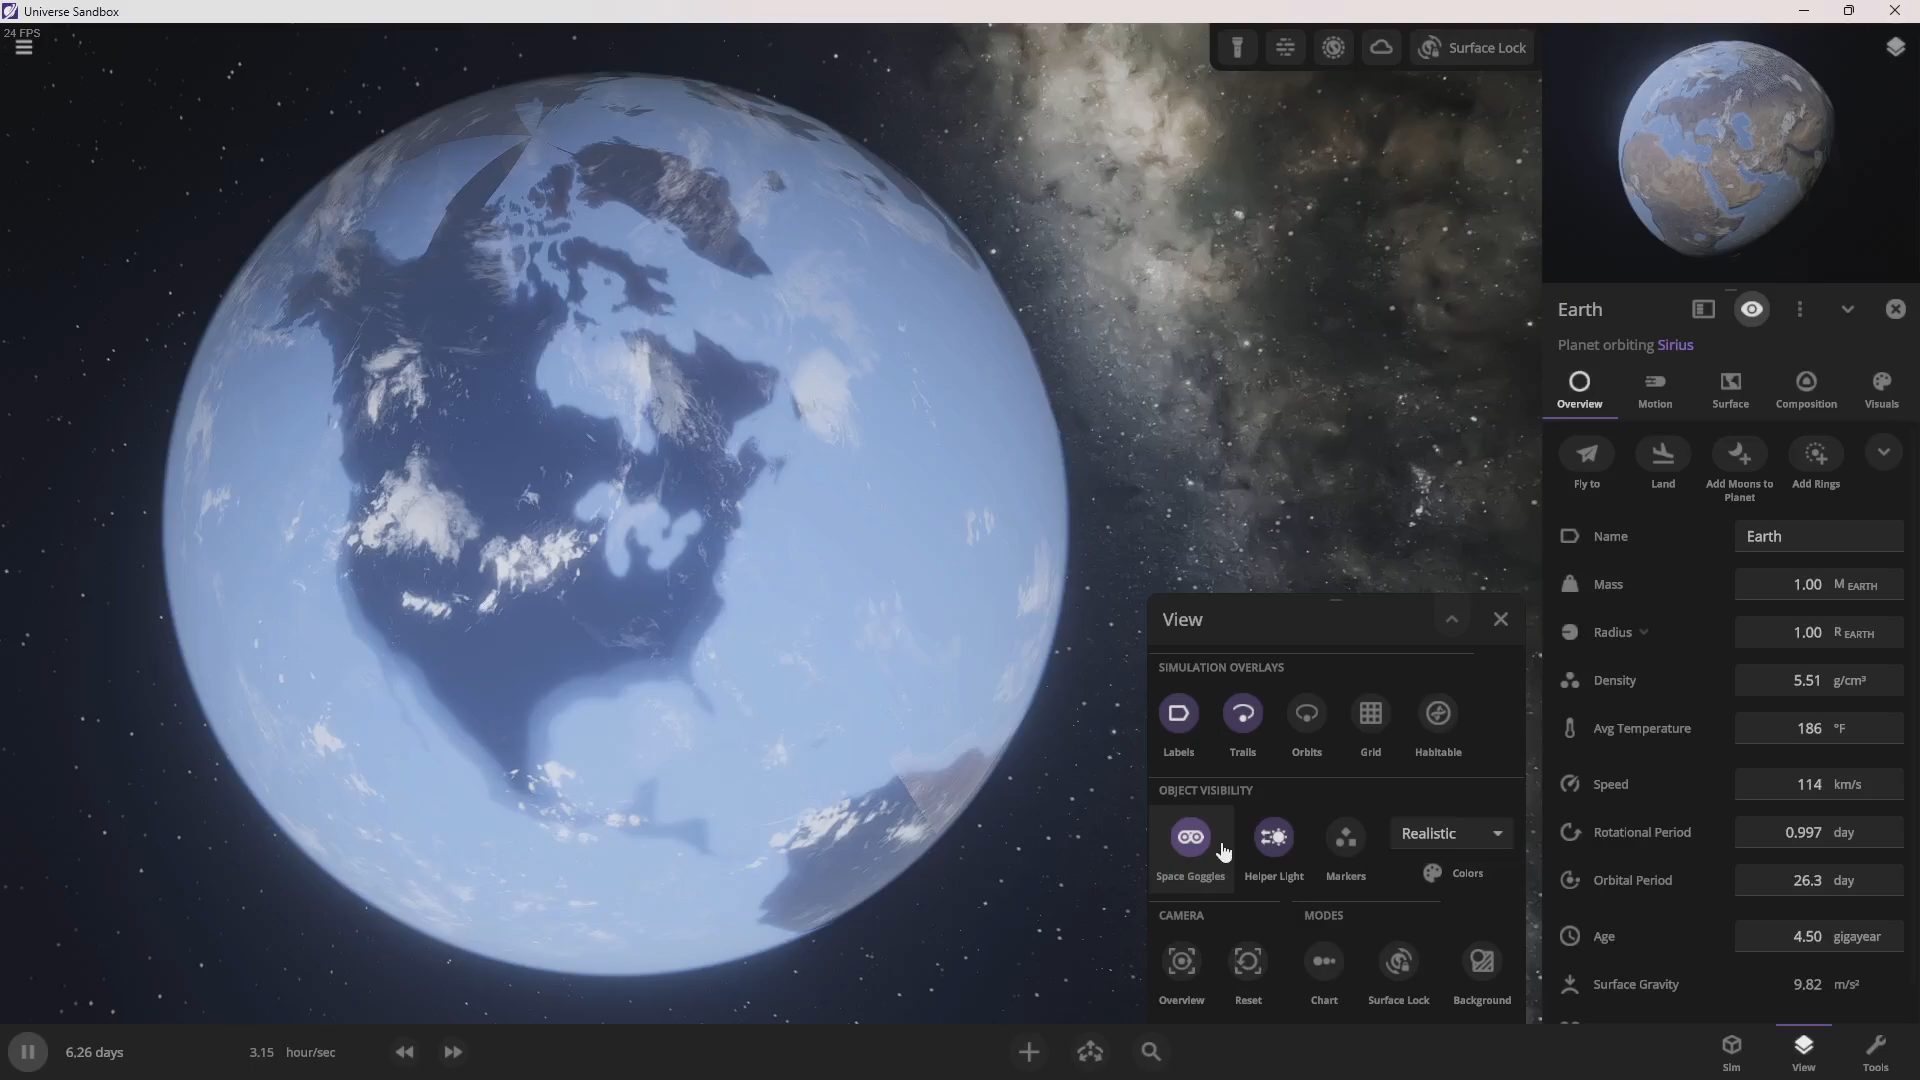 Universe Sandbox
24 FPS
Surface Lock
Earth
Planet orbiting Sirius
Overview
Motion
Surface
Composition
Visuals
Fly to
Land
Add Moons to
Planet
Add Rings
Name Earth
Mass 1.00 M EARTH
Radius 1.00 R EARTH
Density 5.51 g/cm³
Avg Temperature 186 °F
Speed 114 km/s
Rotational Period 0.997 day
Orbital Period 26.3 day
Age 4.50 gigayear
Surface Gravity 9.82 m/s²
View
SIMULATION OVERLAYS
Labels
Trails
Orbits
Grid
Habitable
OBJECT VISIBILITY
Space Goggles
Helper Light
Markers
Realistic
Colors
CAMERA
MODES
Overview
Reset
Chart
Surface Lock
Background
6.26 days
3.15 hour/sec
Sim
View
Tools